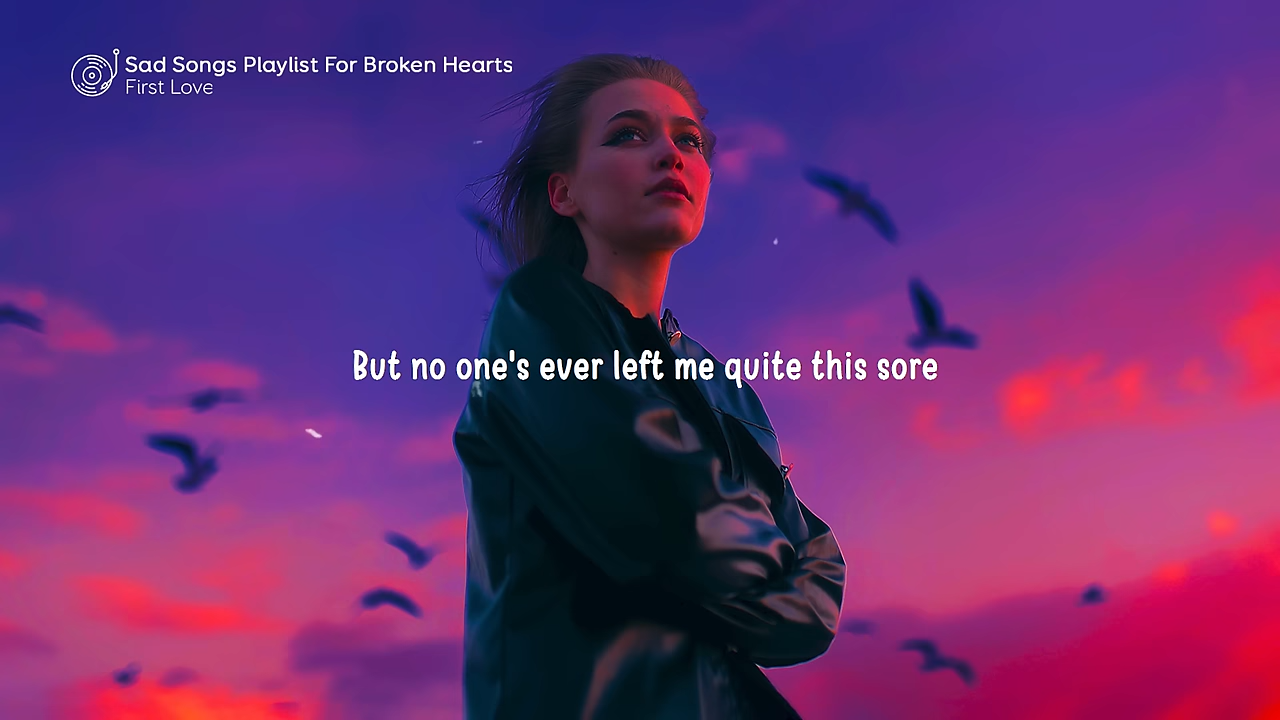 Sad Songs Playlist For Broken Hearts
First Love
But no one's ever left me quite this sore